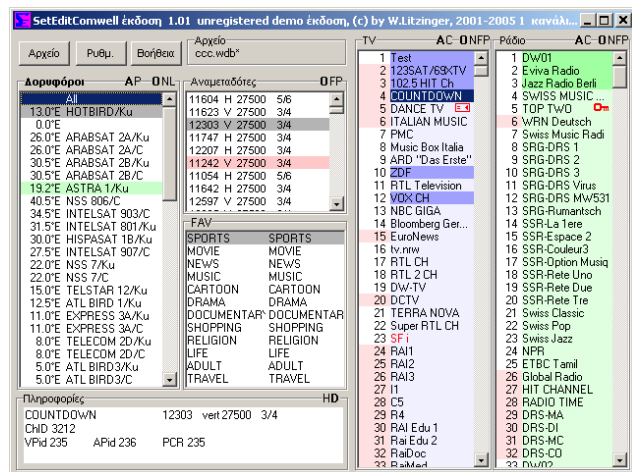 SetEditComwell έκδοση 1.01 unregistered demo έκδοση, (c) by W.Litzinger, 2001-2005 1 κανάλι...
Αρχείο
Ρυθμ.
Βοήθεια
Αρχείο
ccc.wdb*
Δορυφόροι A P O N L
All
13.0°E HOTBIRD/Ku
0.0°E
26.0°E ARABSAT 2A/Ku
26.0°E ARABSAT 2A/C
30.5°E ARABSAT 2B/Ku
30.5°E ARABSAT 2B/C
19.2°E ASTRA 1/Ku
40.5°E NSS 806/C
34.5°E INTELSAT 903/C
31.5°E INTELSAT 801/Ku
30.0°E HISPASAT 1B/Ku
27.5°E INTELSAT 907/C
22.0°E NSS 7/Ku
22.0°E NSS 7/C
15.0°E TELSTAR 12/Ku
12.5°E ATL BIRD 1/Ku
11.0°E EXPRESS 3A/Ku
11.0°E EXPRESS 3A/C
8.0°E TELECOM 2D/Ku
8.0°E TELECOM 2D/C
5.0°E ATL BIRD3/Ku
5.0°E ATL BIRD3/C
Αναμεταδότες O F P
11604 H 27500 5/6
11623 V 27500 3/4
12303 V 27500 3/4
11747 H 27500 3/4
12207 H 27500 3/4
11242 V 27500 3/4
11054 H 27500 5/6
11642 H 27500 3/4
12597 V 27500 3/4
FAV
SPORTS SPORTS
MOVIE MOVIE
NEWS NEWS
MUSIC MUSIC
CARTOON CARTOON
DRAMA DRAMA
DOCUMENTAR DOCUMENTAR
SHOPPING SHOPPING
RELIGION RELIGION
LIFE LIFE
ADULT ADULT
TRAVEL TRAVEL
Πληροφορίες HD
COUNTDOWN 12303 vert 27500 3/4
ChID 3212
VPid 235 APid 236 PCR 235
TV A C O N F P
1 Test
2 123SAT/69XTV
3 102.5 HIT Ch
4 COUNTDOWN
5 DANCE TV
6 ITALIAN MUSIC
7 PMC
8 Music Box Italia
9 ARD "Das Erste"
10 ZDF
11 RTL Television
12 VOX CH
13 NBC GIGA
14 Bloomberg Ger...
15 EuroNews
16 tv.nrw
17 RTL CH
18 RTL 2 CH
19 DW-TV
20 DCTV
21 TERRA NOVA
22 Super RTL CH
23 SF i
24 RAI1
25 RAI2
26 RAI3
27 I1
28 C5
29 R4
30 RAI Edu 1
31 Rai Edu 2
32 RaiDoc
33 RaiMed
Ράδιο A C O N F P
1 DW01
2 Eviva Radio
3 Jazz Radio Berli
4 SWISS MUSIC ...
5 TOP TWO
6 WRN Deutsch
7 Swiss Music Radi
8 SRG-DRS 1
9 SRG-DRS 2
10 SRG-DRS 3
11 SRG-DRS Virus
12 SRG-DRS MW531
13 SRG-Rumantsch
14 SSR-La 1ere
15 SSR-Espace 2
16 SSR-Couleur3
17 SSR-Option Musiq
18 SSR-Rete Uno
19 SSR-Rete Due
20 SSR-Rete Tre
21 Swiss Classic
22 Swiss Pop
23 Swiss Jazz
24 NPR
25 ETBC Tamil
26 Global Radio
27 HIT CHANNEL
28 RADIO TIME
29 DRS-MA
30 DRS-DI
31 DRS-MC
32 DRS-CO
33 DW02